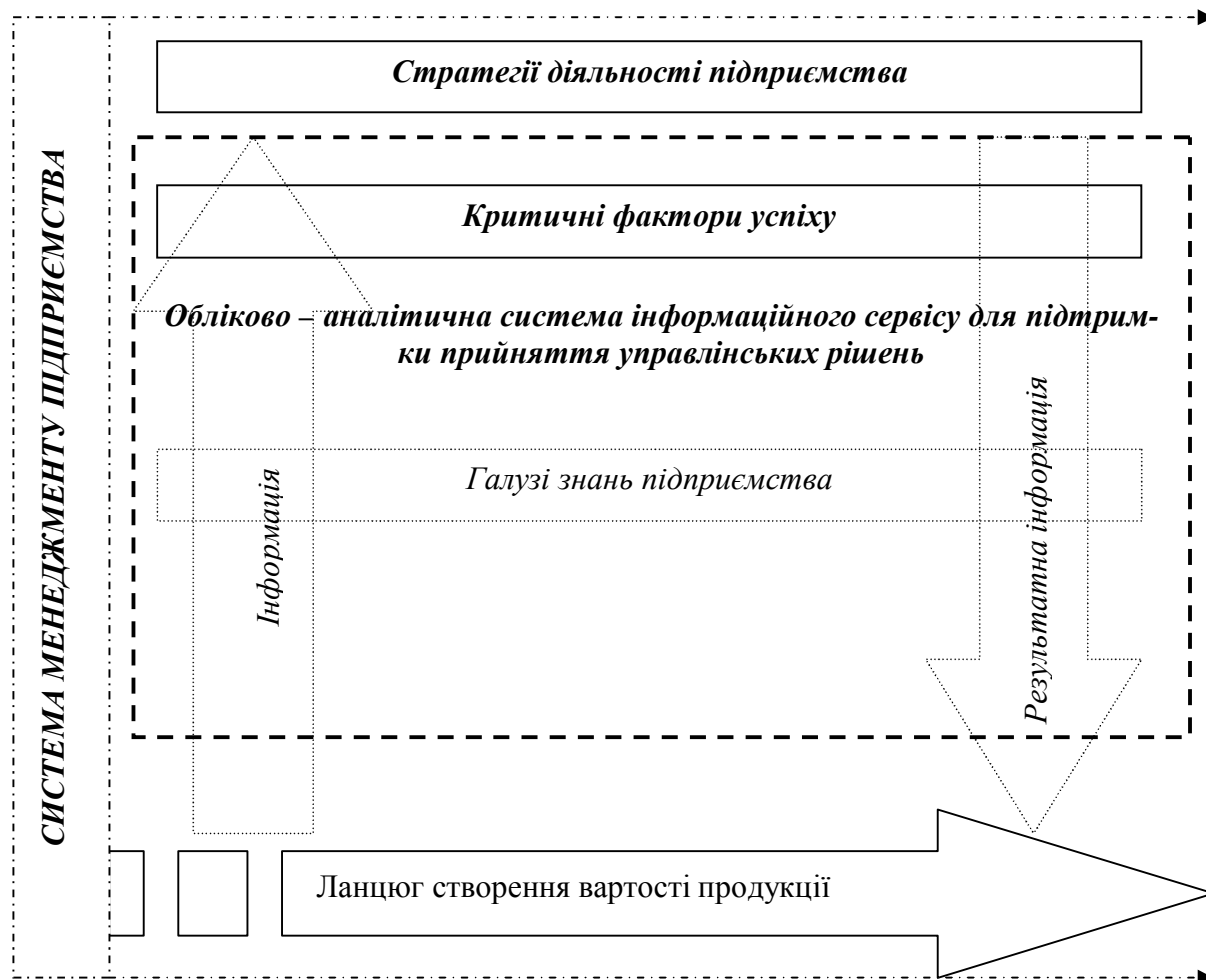 СИСТЕМА МЕНЕДЖМЕНТУ ПІДПРИЄМСТВА
Стратегії діяльності підприємства
Критичні фактори успіху
Обліково – аналітична система інформаційного сервісу для підтрим-
ки прийняття управлінських рішень
Галузі знань підприємства
Інформація
Результатна інформація
Ланцюг створення вартості продукції